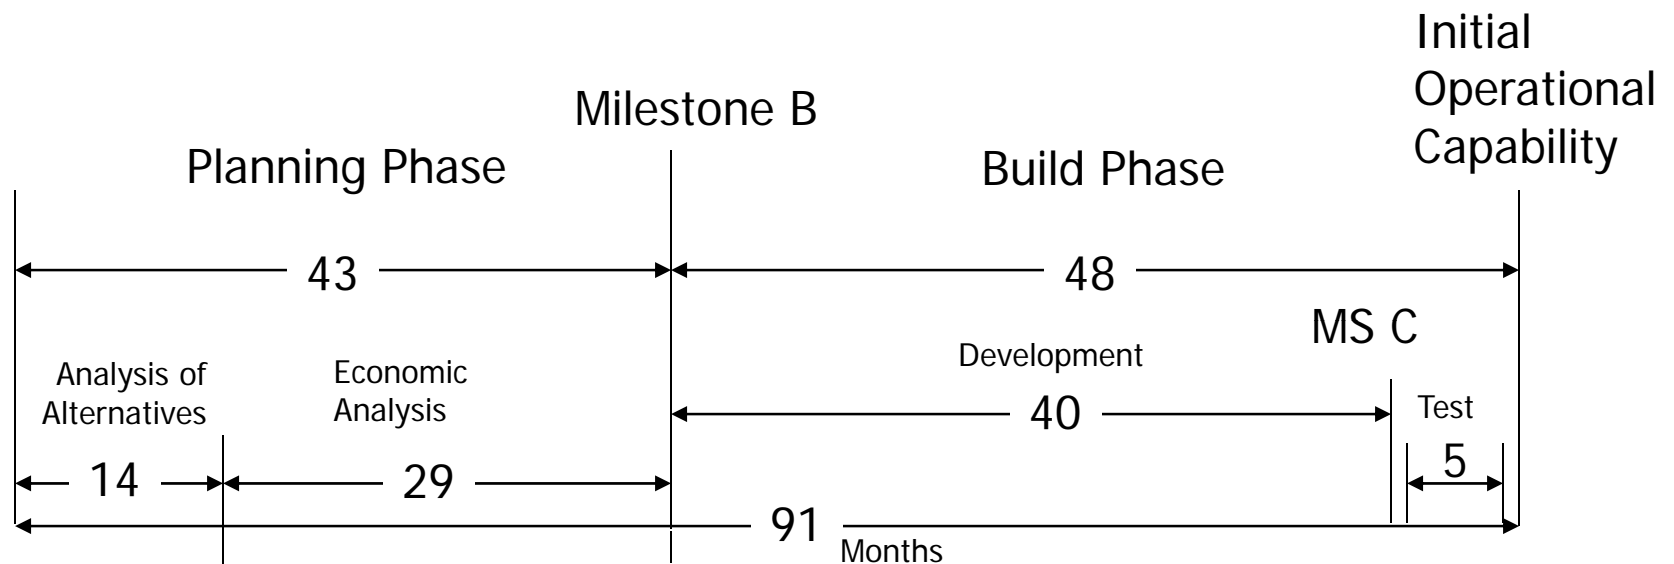 Initial
Operational
Capability
Milestone B
Planning Phase
Build Phase
43
48
MS C
Development
Analysis of
Alternatives
Economic
Analysis
40
Test
14
29
5
91
Months